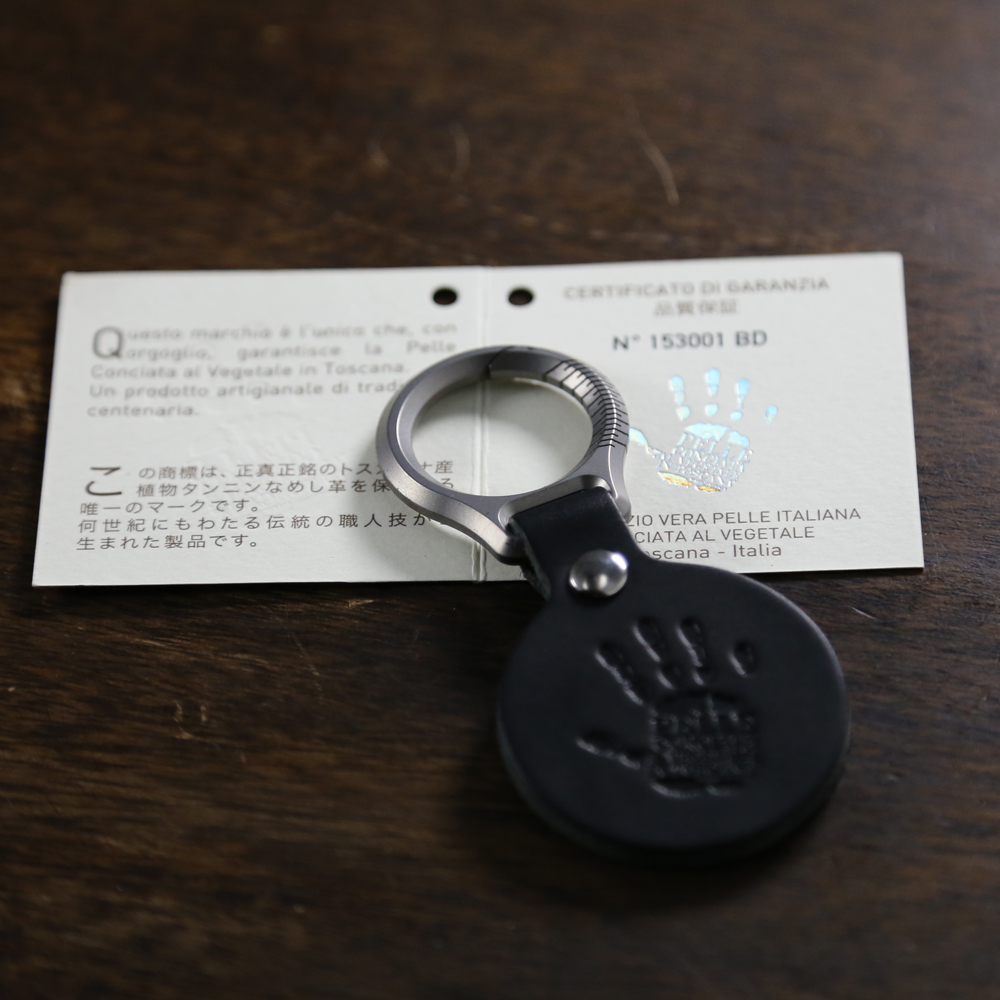 Questo marchio è l'unico che, con
orgoglio, garantisce la Pelle
Conciata al Vegetale in Toscana.
Un prodotto artigianale di
centenaria.
この商標は、正真正銘のトス ナ産
植物タンニンなめし革を保 る
唯一のマークです。
何世紀にもわたる伝統の職人技か
生まれた製品です。
CERTIFICATO DI GARANZIA
品質保証
N° 153001 BD
VERA PELLE ITALIANA
CIATA AL VEGETALE
oscana - Italia